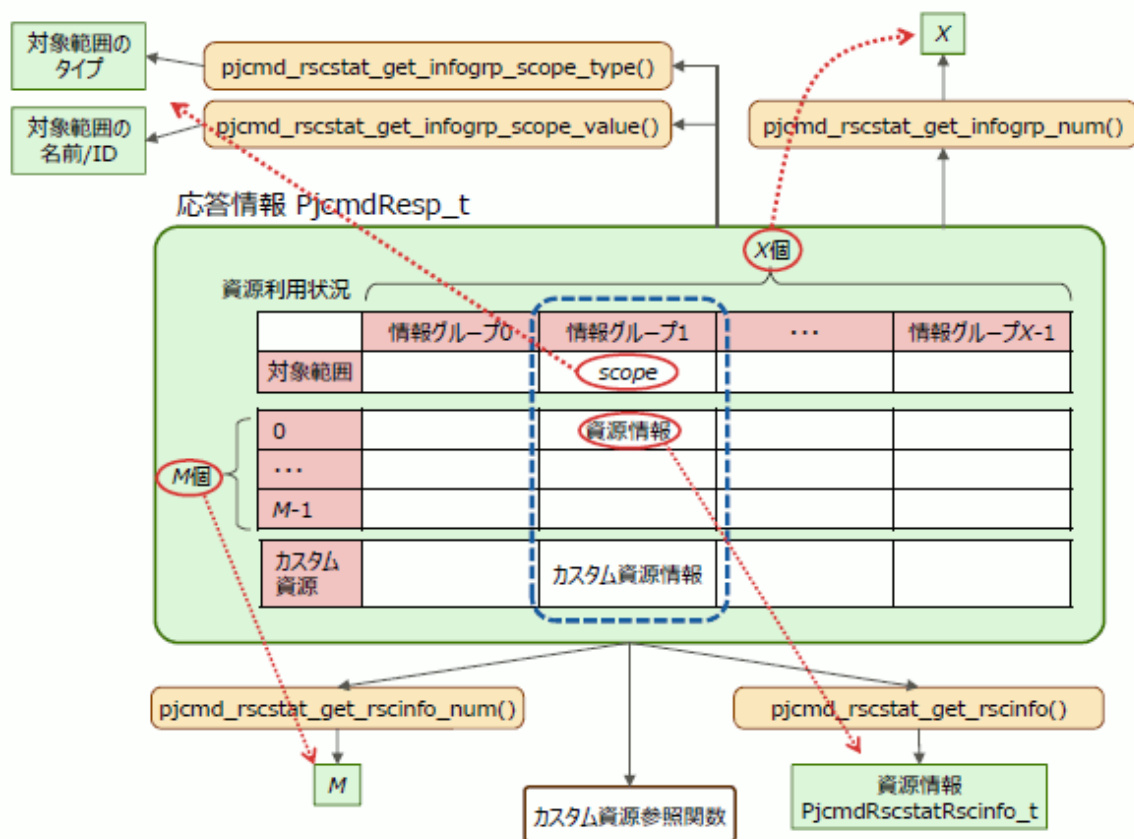 対象範囲の
タイプ
pjcmd_rscstat_get_infogrp_scope_type()
X
対象範囲の
名前/ID
pjcmd_rscstat_get_infogrp_scope_value()
pjcmd_rscstat_get_infogrp_num()
応答情報 PjcmdResp_t
X個
資源利用状況
情報グループ0 情報グループ1 ・・・ 情報グループX-1
対象範囲 scope
0 資源情報
・・・
M個
M-1
カスタム
資源
カスタム資源情報
pjcmd_rscstat_get_rscinfo_num()
pjcmd_rscstat_get_rscinfo()
M
カスタム資源参照関数
資源情報
PjcmdRscstatRscinfo_t